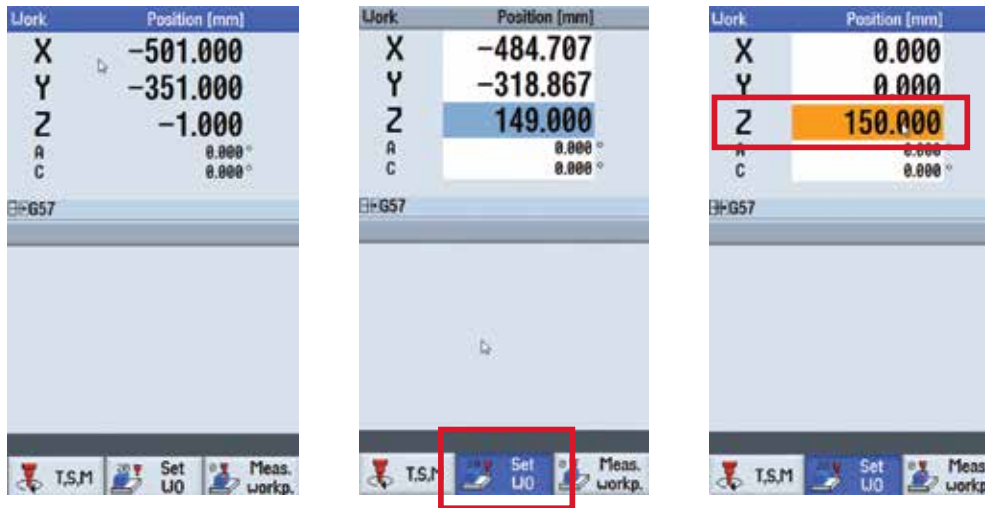 Work Position [mm]
X -501.000
Y -351.000
Z -1.000
A 0.000 °
C 0.000 °
G57
T,S,M Set WO Meas. workp.
Work Position [mm]
X -484.707
Y -318.867
Z 149.000
A 0.000 °
C 0.000 °
G57
T,S,M Set WO Meas. workp.
Work Position [mm]
X 0.000
Y 0.000
Z 150.000
A 0.000
C 0.000 °
G57
T,S,M Set WO Meas workp